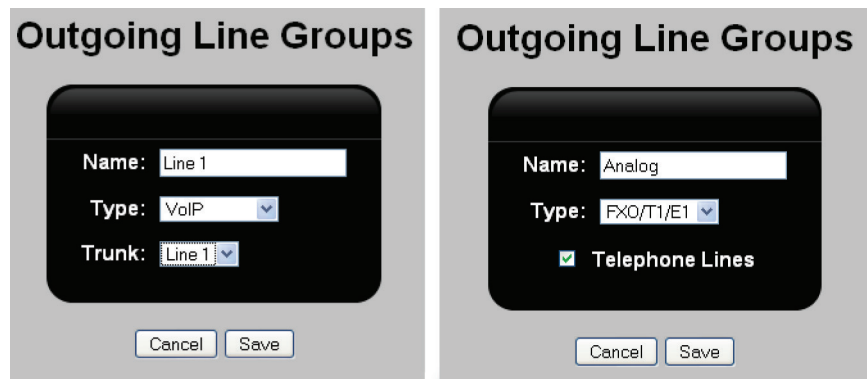 Outgoing Line Groups
Name: Line 1
Type: VoIP
Trunk: Line 1
Cancel Save
Outgoing Line Groups
Name: Analog
Type: FXO/T1/E1
Telephone Lines
Cancel Save